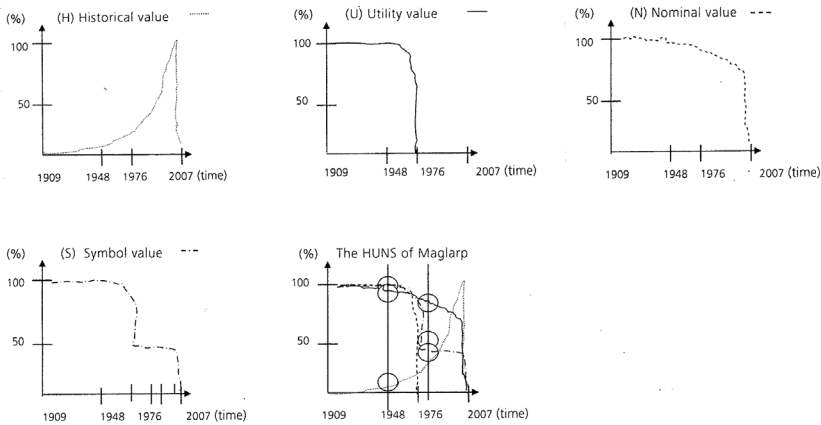 (%) (H) Historical value
100
50
1909 1948 1976 2007 (time)
(%) (U) Utility value
100
50
1909 1948 1976 2007 (time)
(%) (N) Nominal value
100
50
1909 1948 1976 2007 (time)
(%) (S) Symbol value
100
50
1909 1948 1976 2007 (time)
(%) The HUNS of Maglarp
100
50
1909 1948 1976 2007 (time)